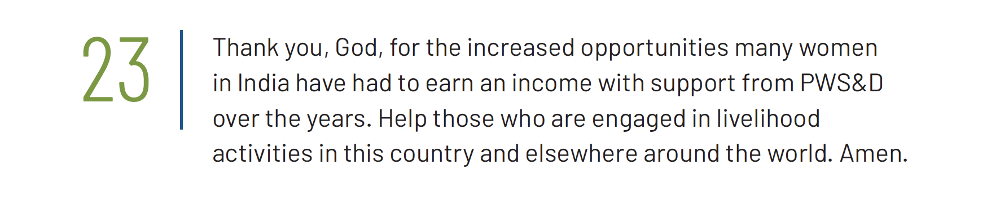 23
Thank you, God, for the increased opportunities many women
in India have had to earn an income with support from PWS&D
over the years. Help those who are engaged in livelihood
activities in this country and elsewhere around the world. Amen.